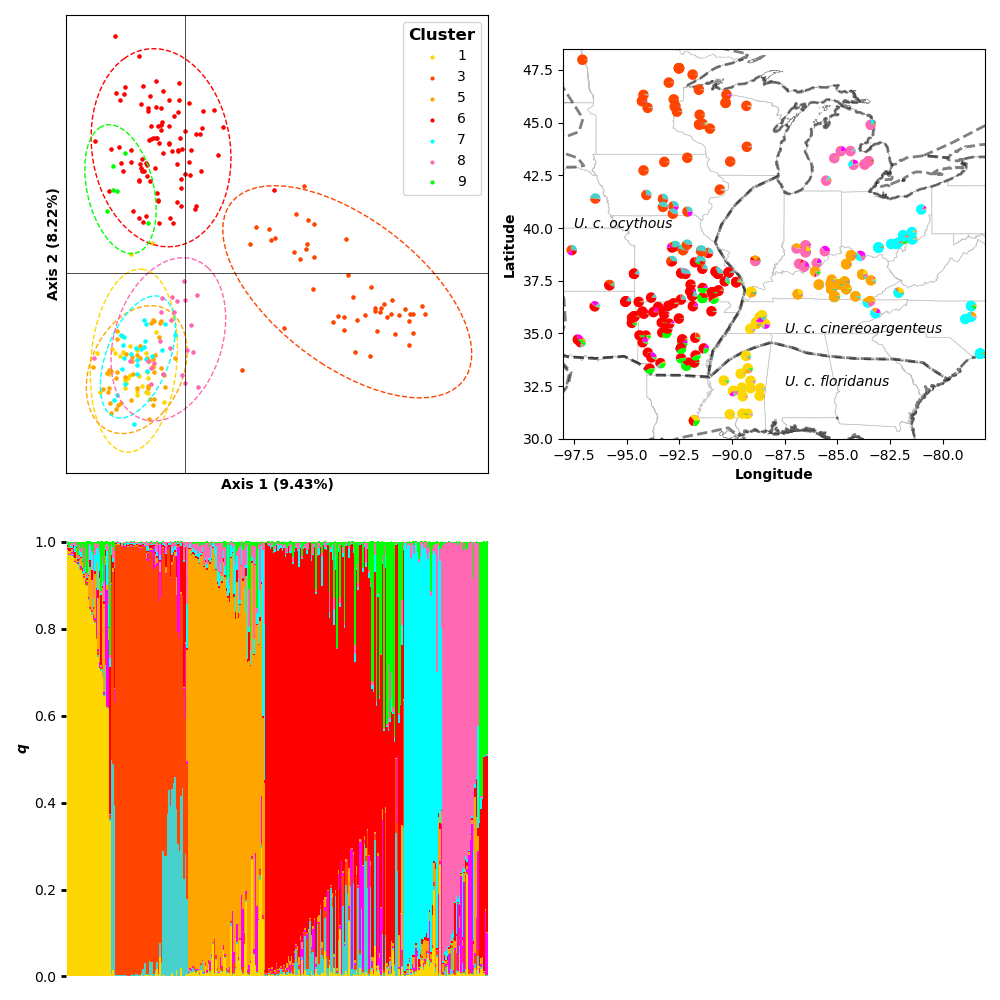 Cluster
1
3
5
6
7
8
9
Axis 2 (8.22%)
Axis 1 (9.43%)
47.5
45.0
42.5
40.0
37.5
35.0
32.5
30.0
Latitude
U. c. ocythous
U. c. cinereoargenteus
U. c. floridanus
−97.5 −95.0 −92.5 −90.0 −87.5 −85.0 −82.5 −80.0
Longitude
1.0
0.8
0.6
0.4
0.2
0.0
q